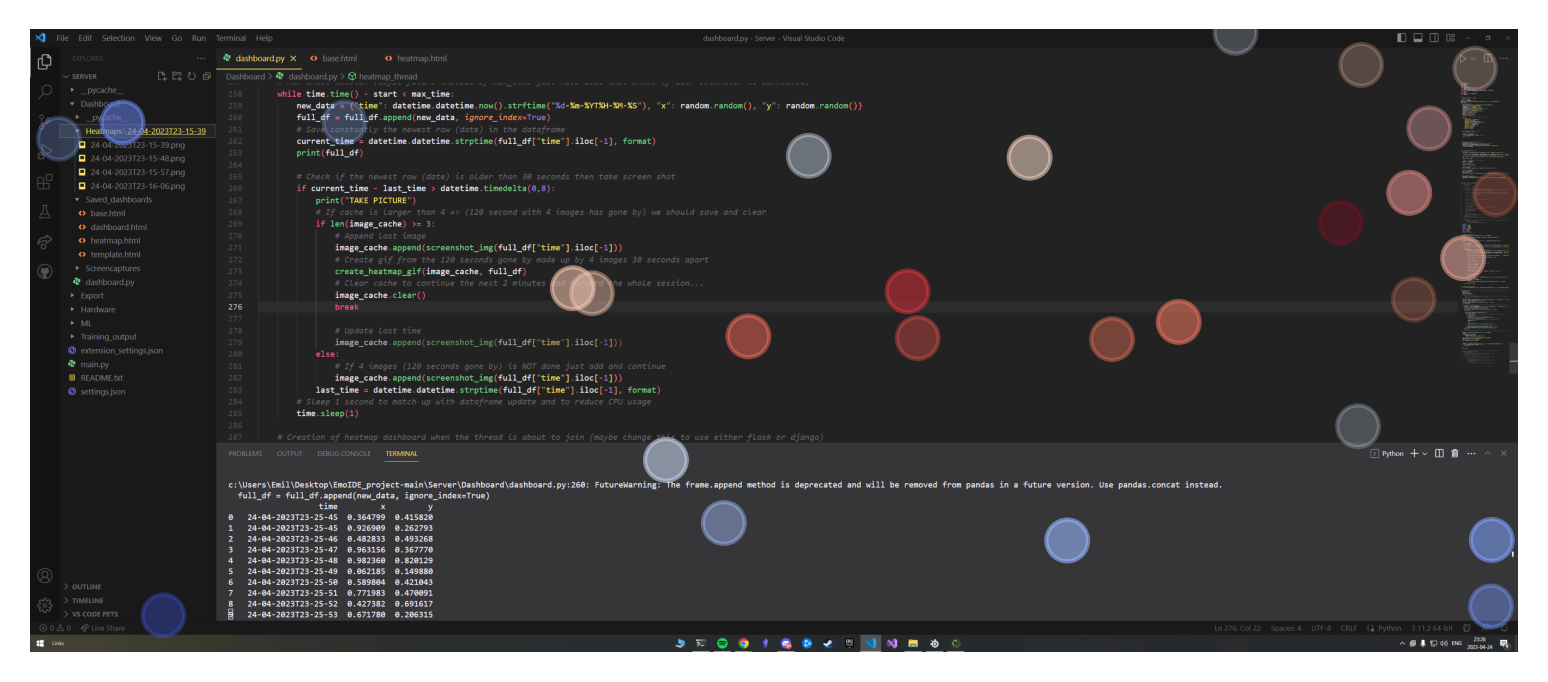 File Edit Selection View Go Run Terminal Help
dashboard.py - Server - Visual Studio Code
EXPLORER
SERVER
__pycache__
Dashboard
__pycache__
Heatmaps \ 24-04-2023T23-15-39
24-04-2023T23-15-39.png
24-04-2023T23-15-48.png
24-04-2023T23-15-57.png
24-04-2023T23-16-06.png
Saved_dashboards
base.html
dashboard.html
heatmap.html
template.html
Screencaptures
dashboard.py
Export
Hardware
ML
Training_output
extension_settings.json
main.py
README.txt
settings.json
OUTLINE
TIMELINE
VS CODE PETS
dashboard.py base.html heatmap.html
Dashboard > dashboard.py > heatmap_thread
258 while time.time() - start < max_time:
259 new_data = {"time": datetime.datetime.now().strftime("%d-%m-%YT%H-%M-%S"), "x": random.random(), "y": random.random()}
260 full_df = full_df.append(new_data, ignore_index=True)
261 # Save constantly the newest row (date) in the dataframe
262 current_time = datetime.datetime.strptime(full_df["time"].iloc[-1], format)
263 print(full_df)
264
265 # Check if the newest row (date) is older than 30 seconds then take screen shot
266 if current_time - last_time > datetime.timedelta(0,8):
267 print("TAKE PICTURE")
268 # If cache is larger than 4 => (120 second with 4 images has gone by) we should save and clear
269 if len(image_cache) >= 3:
270 # Append last image
271 image_cache.append(screenshot_img(full_df["time"].iloc[-1]))
272 # Create gif from the 120 seconds gone by made up by 4 images 30 seconds apart
273 create_heatmap_gif(image_cache, full_df)
274 # Clear cache to continue the next 2 minutes and the whole session...
275 image_cache.clear()
276 break
277
278 # Update last time
279 image_cache.append(screenshot_img(full_df["time"].iloc[-1]))
280 else:
281 # If 4 images (120 seconds gone by) is NOT done just add and continue
282 image_cache.append(screenshot_img(full_df["time"].iloc[-1]))
283 last_time = datetime.datetime.strptime(full_df["time"].iloc[-1], format)
284 # Sleep 1 second to match up with dataframe update and to reduce CPU usage
285 time.sleep(1)
286
287 # Creation of heatmap dashboard when the thread is about to join (maybe change this to use either flask or django)
PROBLEMS OUTPUT DEBUG CONSOLE TERMINAL
Python
c:\Users\Emil\Desktop\EmoIDE_project-main\Server\Dashboard\dashboard.py:260: FutureWarning: The frame.append method is deprecated and will be removed from pandas in a future version. Use pandas.concat instead.
full_df = full_df.append(new_data, ignore_index=True)
time x y
0 24-04-2023T23-25-45 0.364799 0.415820
1 24-04-2023T23-25-45 0.926909 0.262793
2 24-04-2023T23-25-46 0.482833 0.493268
3 24-04-2023T23-25-47 0.963156 0.367770
4 24-04-2023T23-25-48 0.982360 0.820129
5 24-04-2023T23-25-49 0.062185 0.149880
6 24-04-2023T23-25-50 0.589804 0.421043
7 24-04-2023T23-25-51 0.771983 0.470091
8 24-04-2023T23-25-52 0.427382 0.691617
9 24-04-2023T23-25-53 0.671780 0.206315
0 0 Live Share
Ln 276, Col 22 Spaces: 4 UTF-8 CRLF Python 3.11.2 64-bit
Links
ENG 23:26
2023-04-24